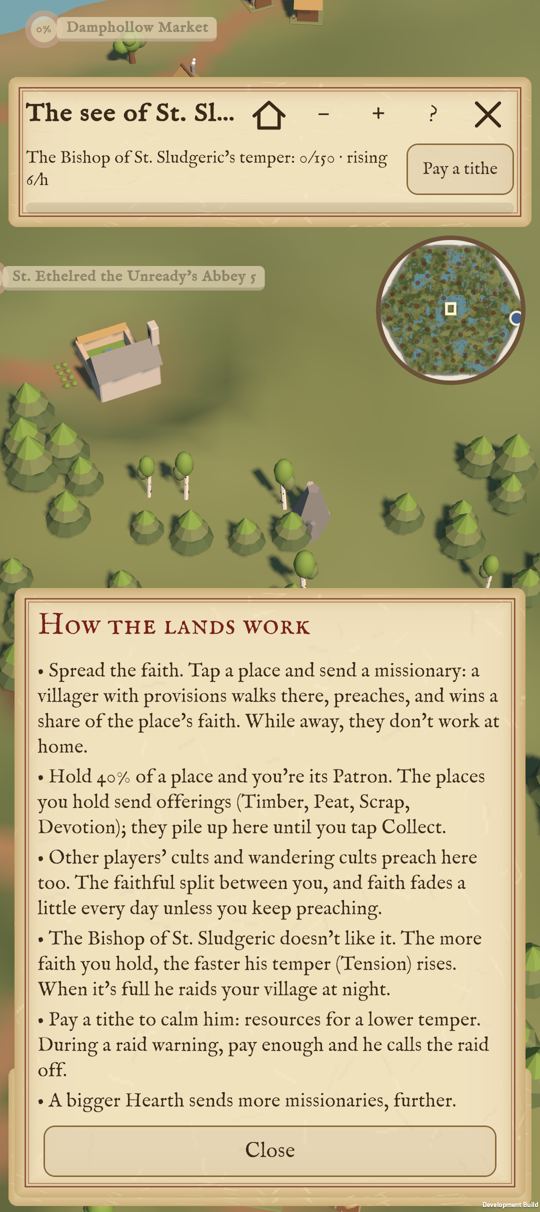 0%
Damphollow Market
The see of St. Sl...
−
+
?
The Bishop of St. Sludgeric's temper: 0/150 · rising
6/h
Pay a tithe
St. Ethelred the Unready's Abbey 5
How the lands work
• Spread the faith. Tap a place and send a missionary: a
villager with provisions walks there, preaches, and wins a
share of the place's faith. While away, they don't work at
home.
• Hold 40% of a place and you're its Patron. The places
you hold send offerings (Timber, Peat, Scrap,
Devotion); they pile up here until you tap Collect.
• Other players' cults and wandering cults preach here
too. The faithful split between you, and faith fades a
little every day unless you keep preaching.
• The Bishop of St. Sludgeric doesn't like it. The more
faith you hold, the faster his temper (Tension) rises.
When it's full he raids your village at night.
• Pay a tithe to calm him: resources for a lower temper.
During a raid warning, pay enough and he calls the raid
off.
• A bigger Hearth sends more missionaries, further.
Close
Development Build